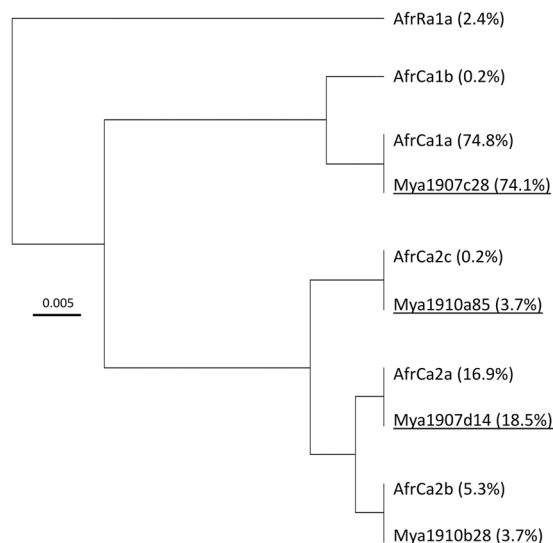 AfrRa1a (2.4%)
AfrCa1b (0.2%)
AfrCa1a (74.8%)
Mya1907c28 (74.1%)
AfrCa2c (0.2%)
0.005
Mya1910a85 (3.7%)
AfrCa2a (16.9%)
Mya1907d14 (18.5%)
AfrCa2b (5.3%)
Mya1910b28 (3.7%)